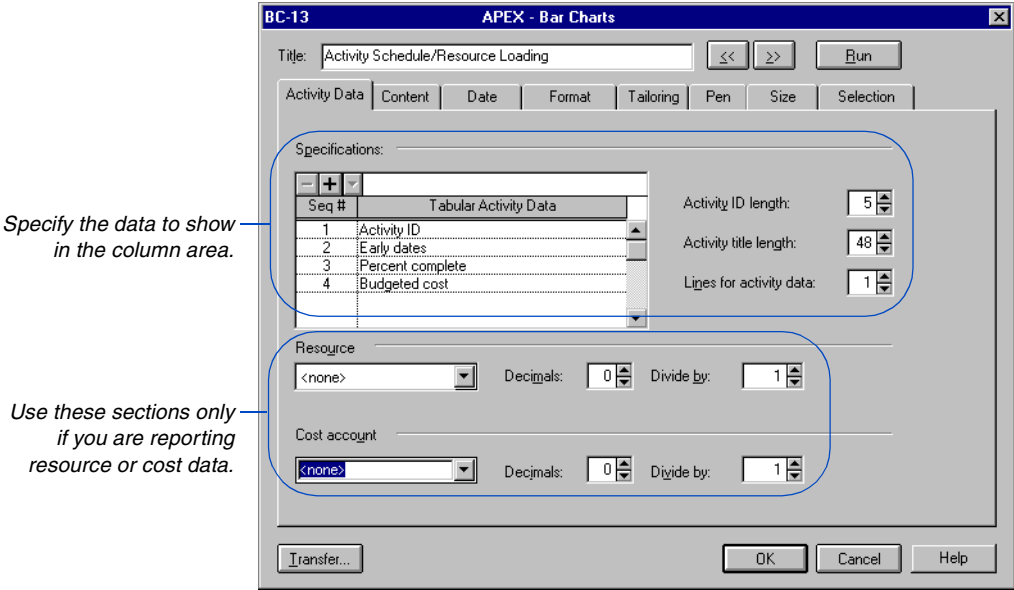 BC-13 APEX - Bar Charts
Title: Activity Schedule/Resource Loading << >> Run
Activity Data Content Date Format Tailoring Pen Size Selection
Specifications:
Seq # Tabular Activity Data
1 Activity ID
2 Early dates
3 Percent complete
4 Budgeted cost
Activity ID length: 5
Activity title length: 48
Lines for activity data: 1
Specify the data to show
in the column area.
Resource
<none> Decimals: 0 Divide by: 1
Use these sections only
if you are reporting
resource or cost data.
Cost account
<none> Decimals: 0 Divide by: 1
Transfer... OK Cancel Help